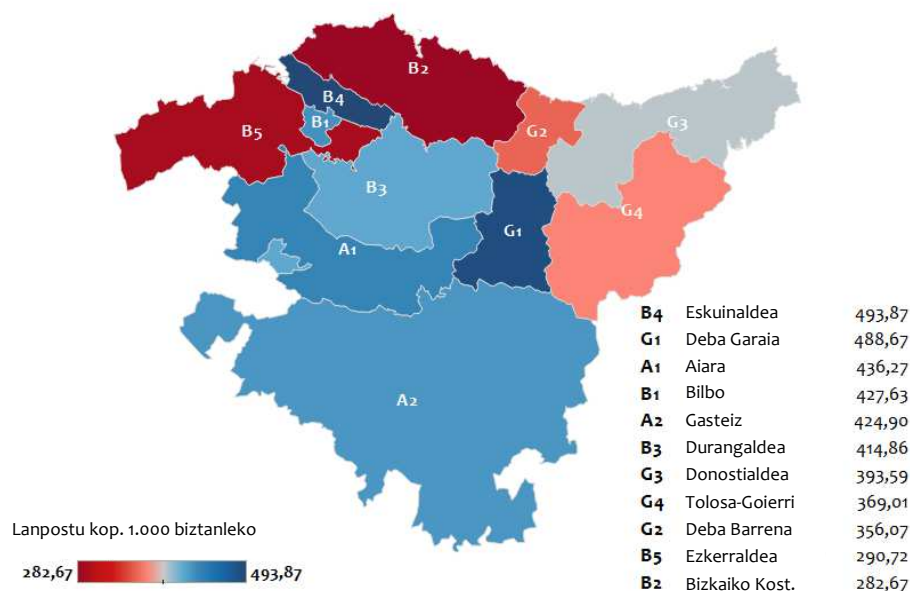 B2
B4
B1
B5
G2
G3
B3
G4
G1
A1
A2
B4 Eskuinaldea 493,87
G1 Deba Garaia 488,67
A1 Aiara 436,27
B1 Bilbo 427,63
A2 Gasteiz 424,90
B3 Durangaldea 414,86
G3 Donostialdea 393,59
G4 Tolosa-Goierri 369,01
G2 Deba Barrena 356,07
B5 Ezkerraldea 290,72
B2 Bizkaiko Kost. 282,67
Lanpostu kop. 1.000 biztanleko
282,67 493,87